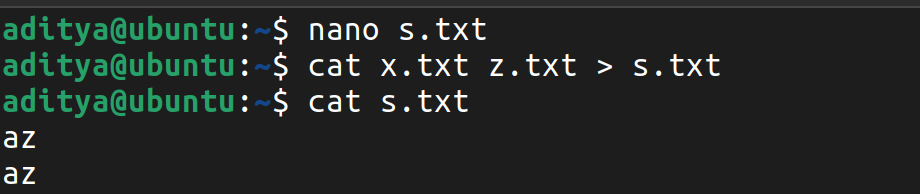 aditya@ubuntu:~$ nano s.txt
aditya@ubuntu:~$ cat x.txt z.txt > s.txt
aditya@ubuntu:~$ cat s.txt
az
az